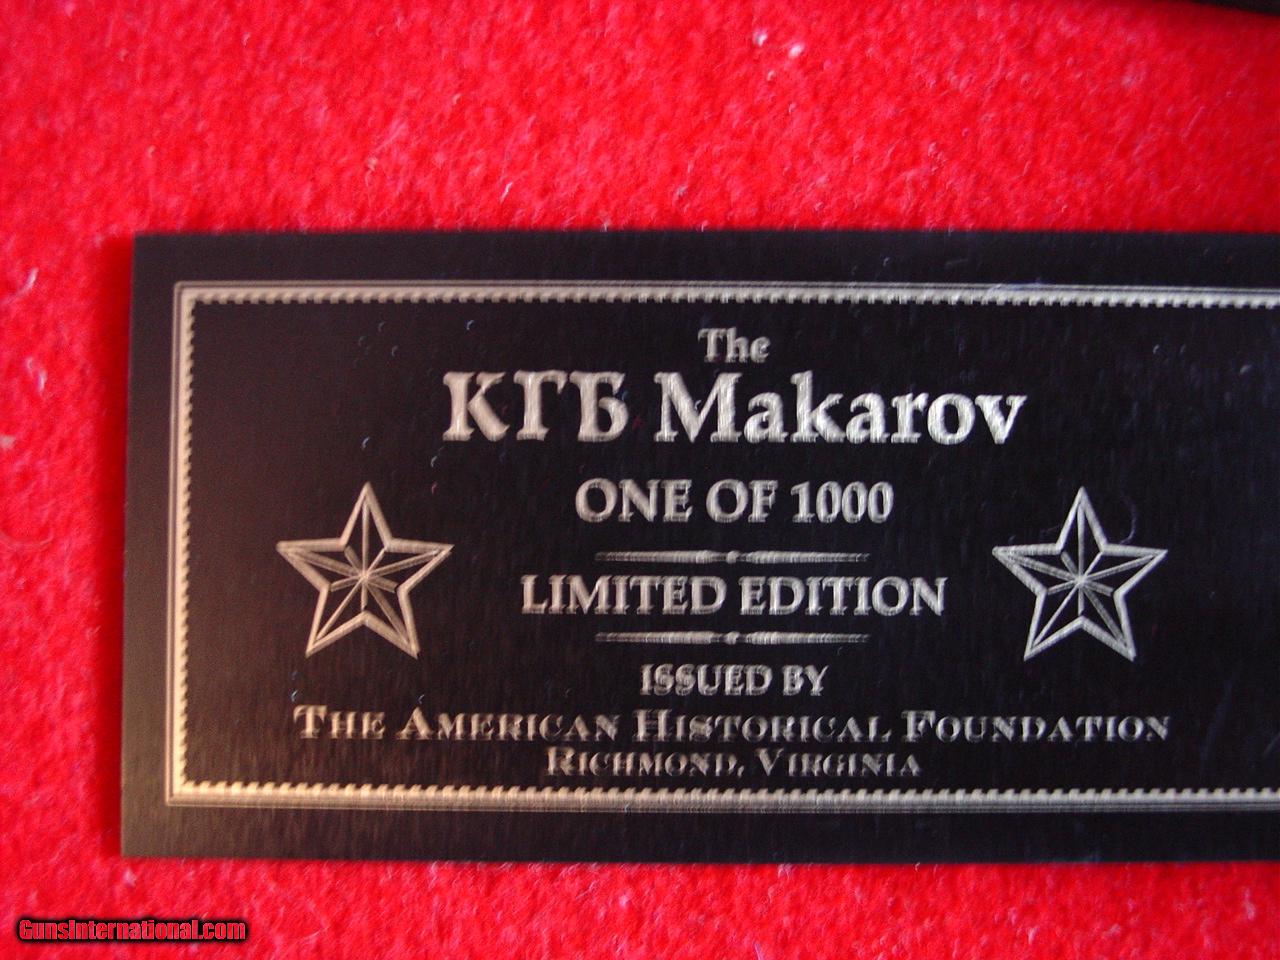 The
КГБ Makarov
ONE OF 1000
LIMITED EDITION
ISSUED BY
THE AMERICAN HISTORICAL FOUNDATION
RICHMOND, VIRGINIA
GunsInternational.com